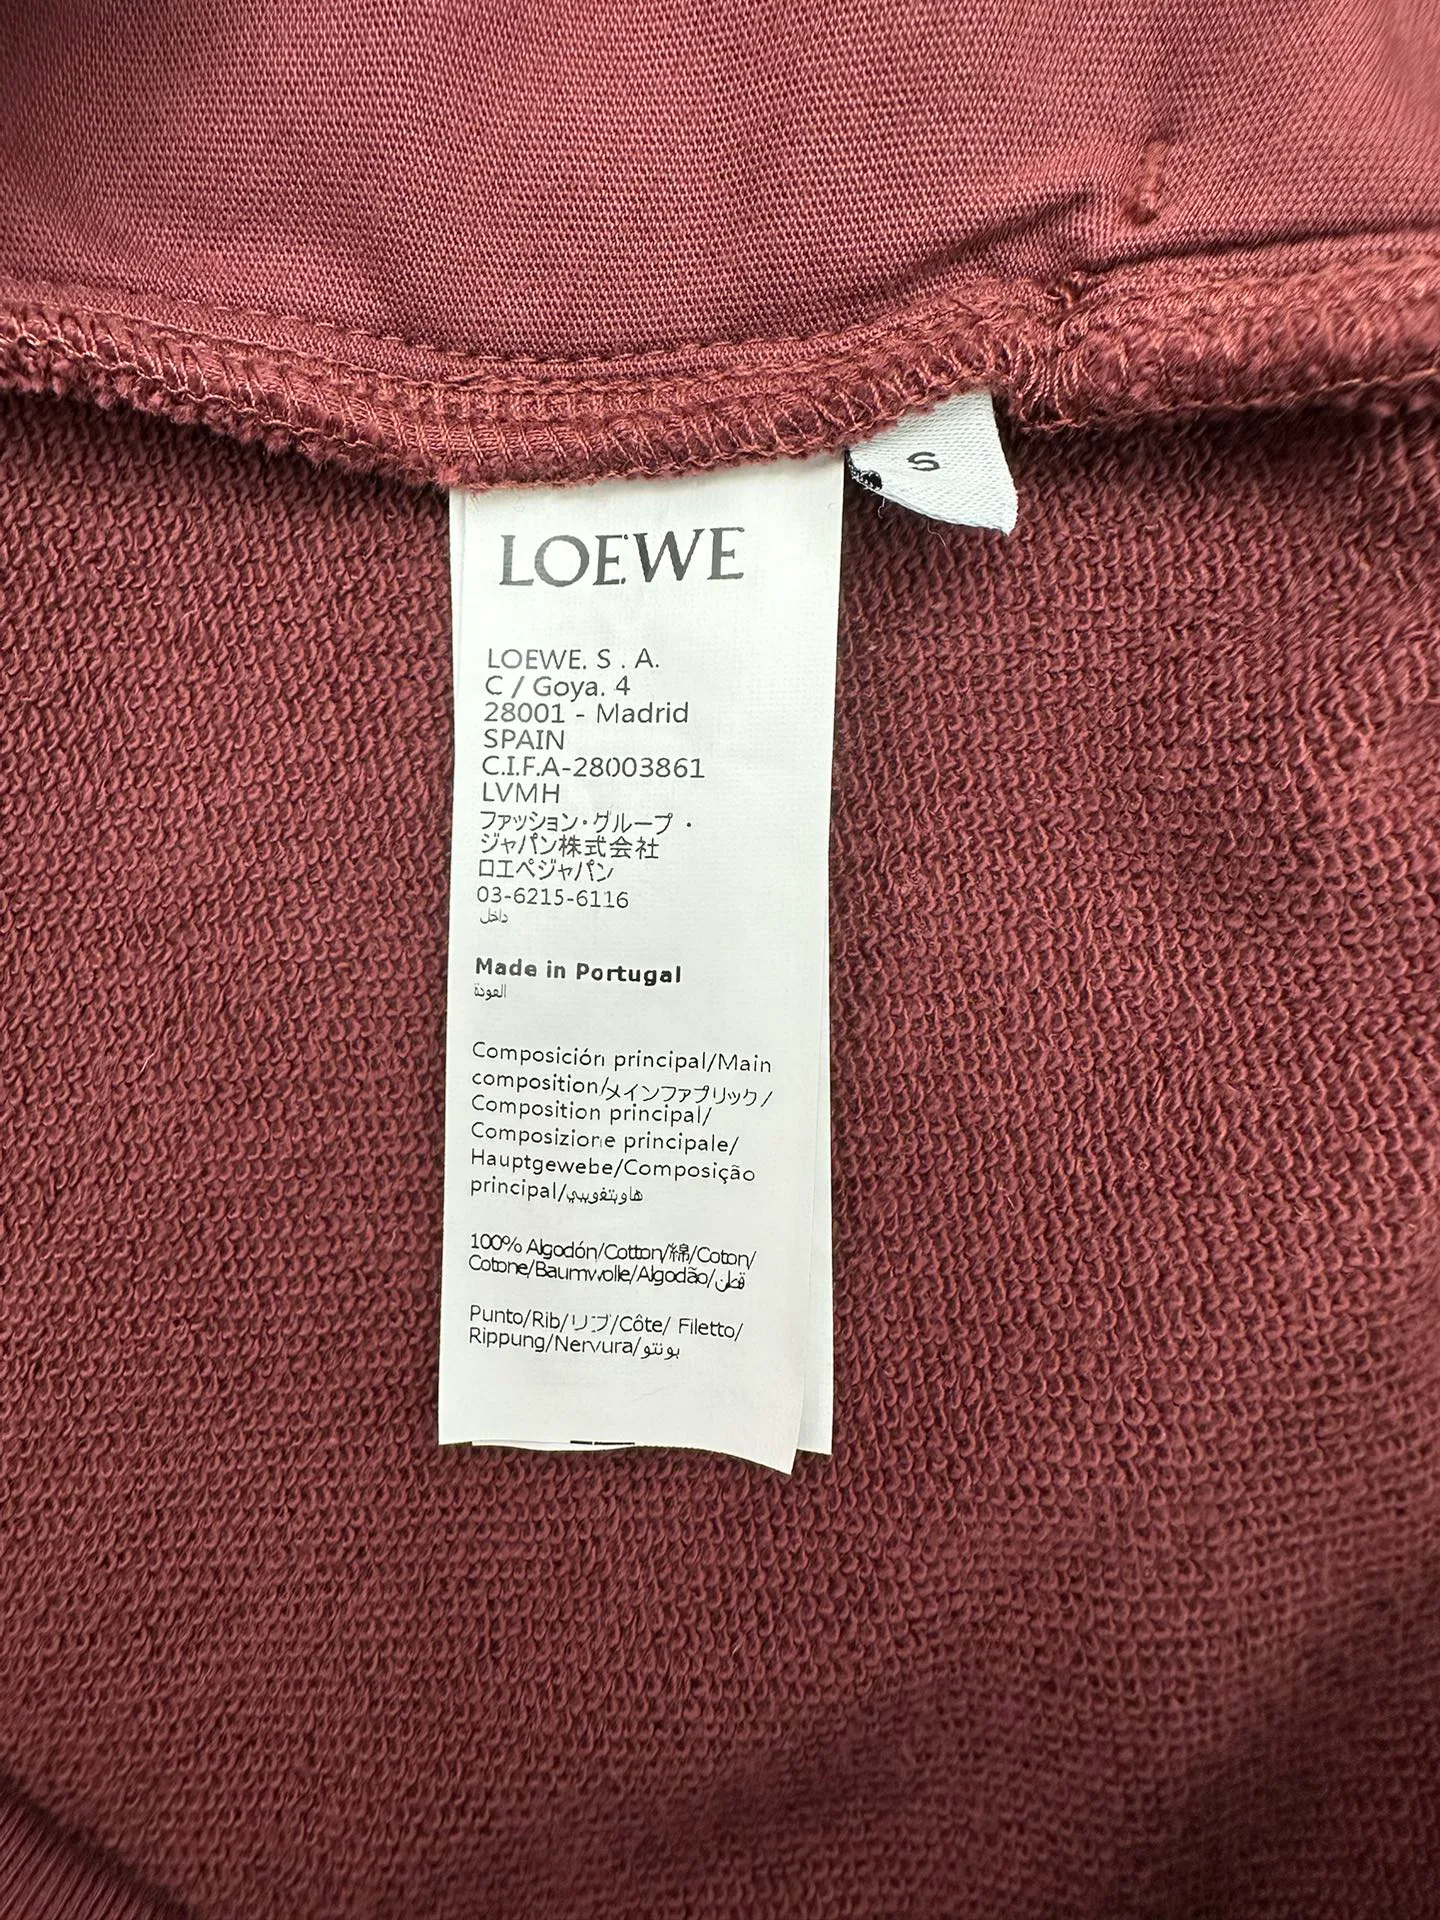 S
LOEWE
LOEWE. S . A.
C / Goya. 4
28001 - Madrid
SPAIN
C.I.F.A-28003861
LVMH
ファッション・グループ・
ジャパン株式会社
ロエベジャパン
03-6215-6116
داخل
Made in Portugal
العودة
Composición principal/Main
composition/メインファブリック/
Composition principal/
Composizione principale/
Hauptgewebe/Composição
principal/هاوبتغويبي
100% Algodón/Cotton/綿/Coton/
Cotone/Baumwolle/Algodão/قطن
Punto/Rib/リブ/Côte/ Filetto/
Rippung/Nervura/بونتو